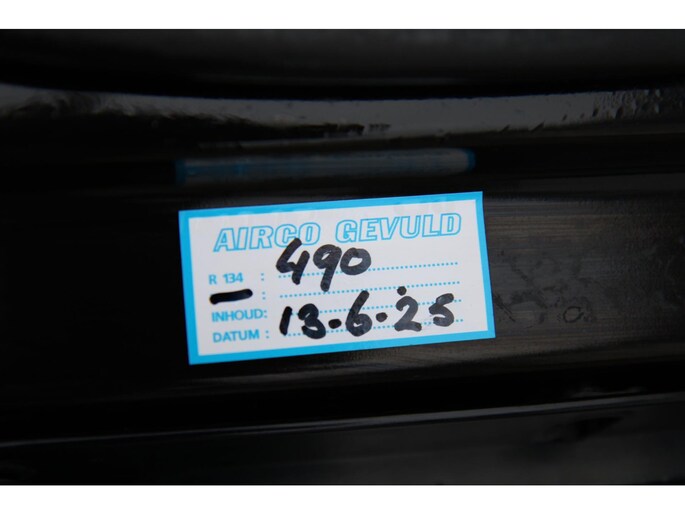 AIRCO GEVULD
R 134 : 490
:
INHOUD:
DATUM : 13.6.25